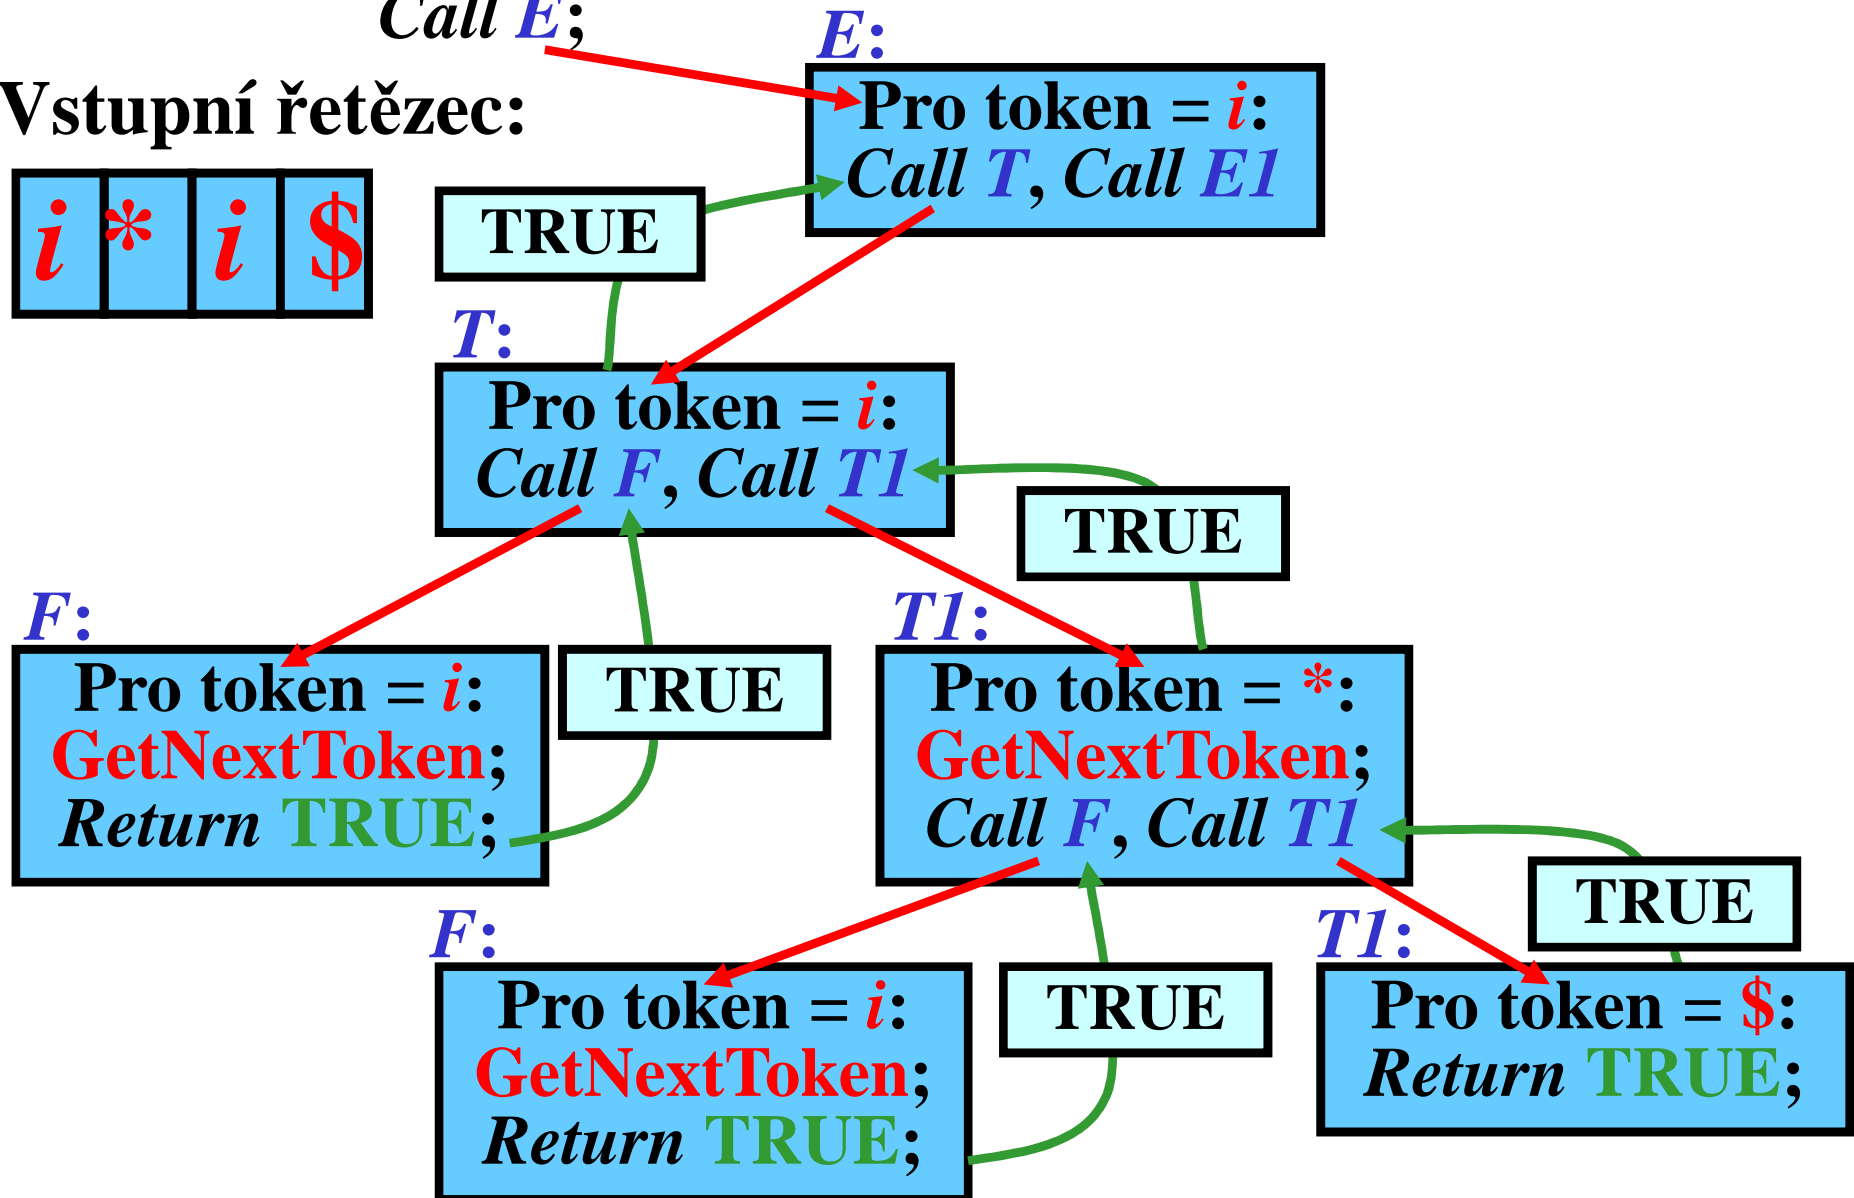 Call E;
E:
Vstupní řetězec:
Pro token = i:
Call T, Call E1
i * i $
TRUE
T:
Pro token = i:
Call F, Call T1
TRUE
F:
T1:
Pro token = i:
GetNextToken;
Return TRUE;
TRUE
Pro token = *:
GetNextToken;
Call F, Call T1
TRUE
F:
T1:
Pro token = i:
GetNextToken;
Return TRUE;
TRUE
Pro token = $:
Return TRUE;